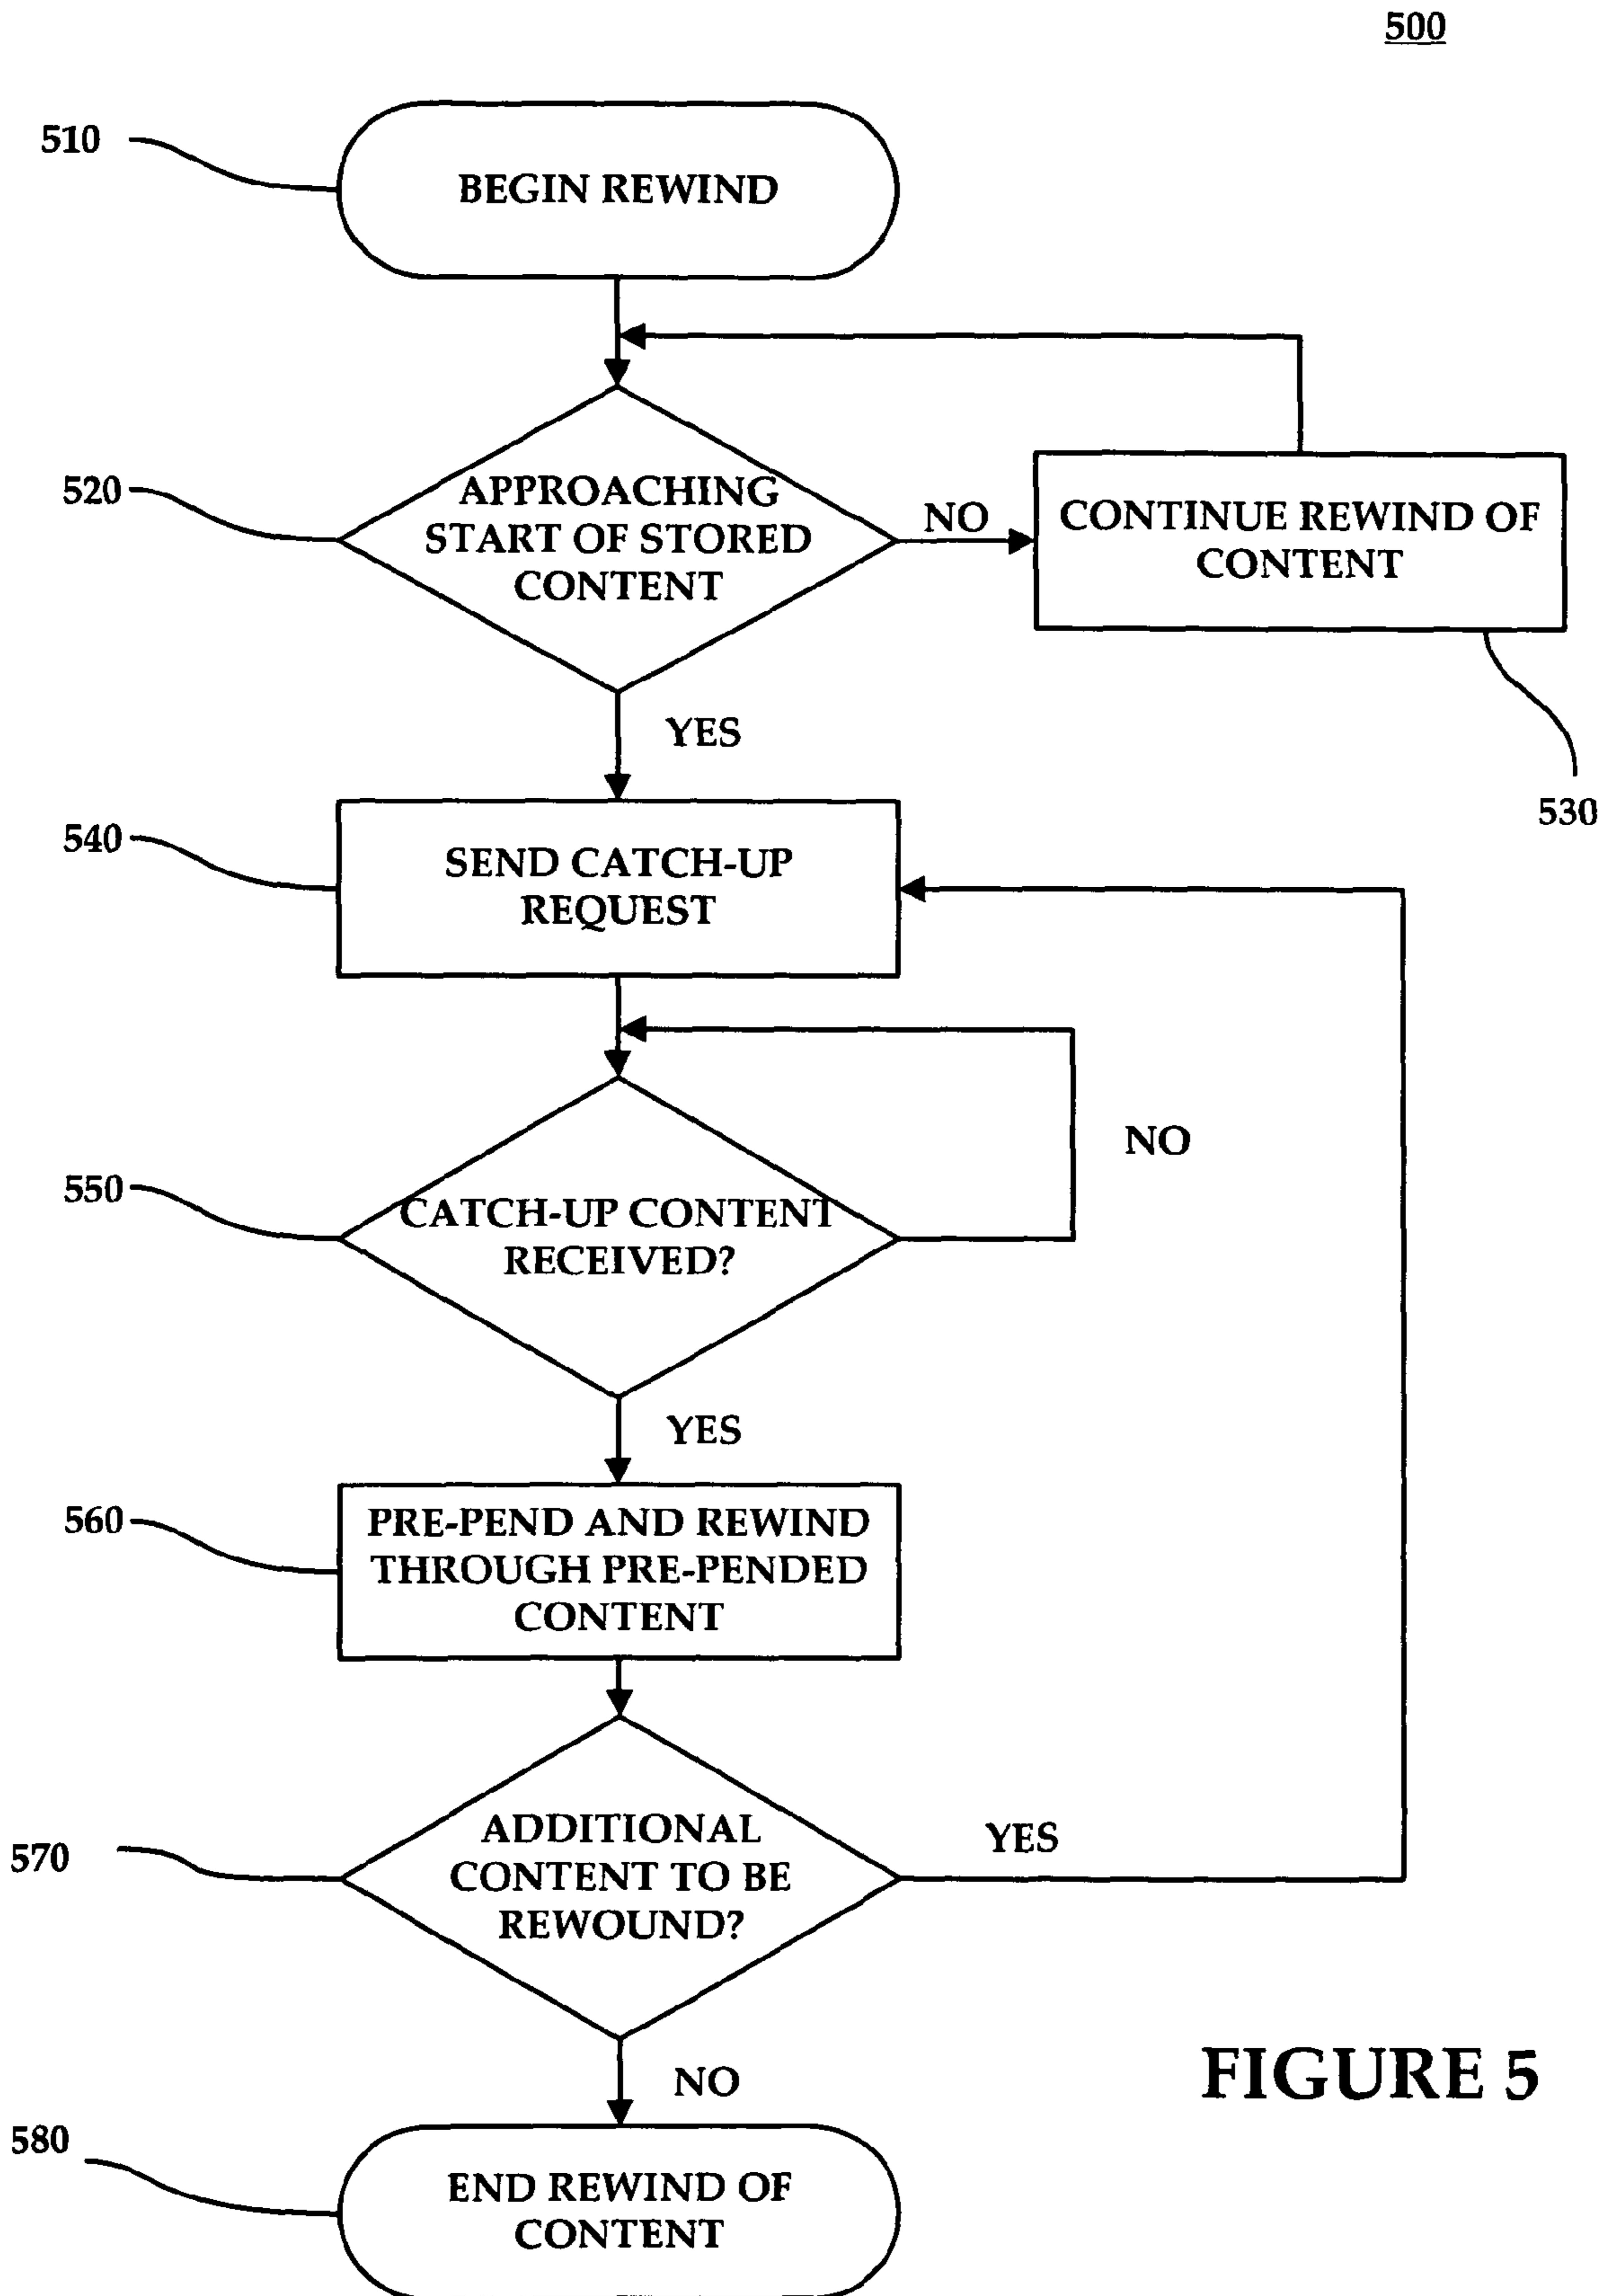 500
510
BEGIN REWIND
520
APPROACHING
START OF STORED
CONTENT
NO
CONTINUE REWIND OF
CONTENT
530
YES
540
SEND CATCH-UP
REQUEST
NO
550
CATCH-UP CONTENT
RECEIVED?
YES
560
PRE-PEND AND REWIND
THROUGH PRE-PENDED
CONTENT
570
ADDITIONAL
CONTENT TO BE
REWOUND?
YES
NO
580
END REWIND OF
CONTENT
FIGURE 5